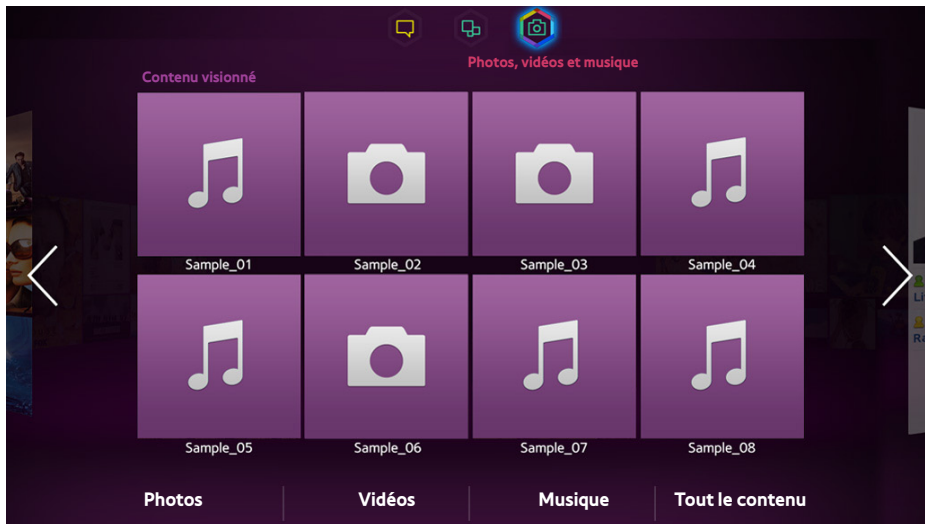 Photos, vidéos et musique
Contenu visionné
Sample_01
Sample_02
Sample_03
Sample_04
Sample_05
Sample_06
Sample_07
Sample_08
Photos
Vidéos
Musique
Tout le contenu